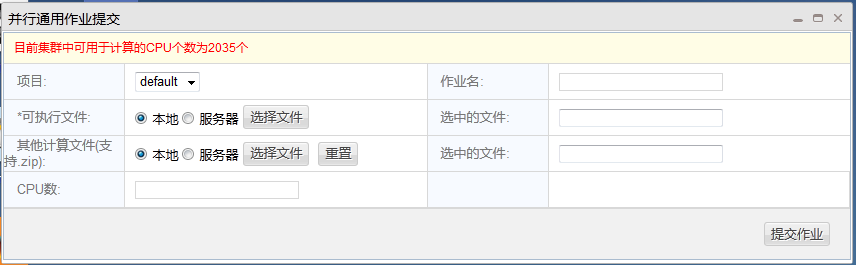 并行通用作业提交
目前集群中可用于计算的CPU个数为2035个
项目: default 作业名:
*可执行文件: 本地 服务器 选择文件 选中的文件:
其他计算文件(支
持.zip): 本地 服务器 选择文件 重置 选中的文件:
CPU数:
提交作业